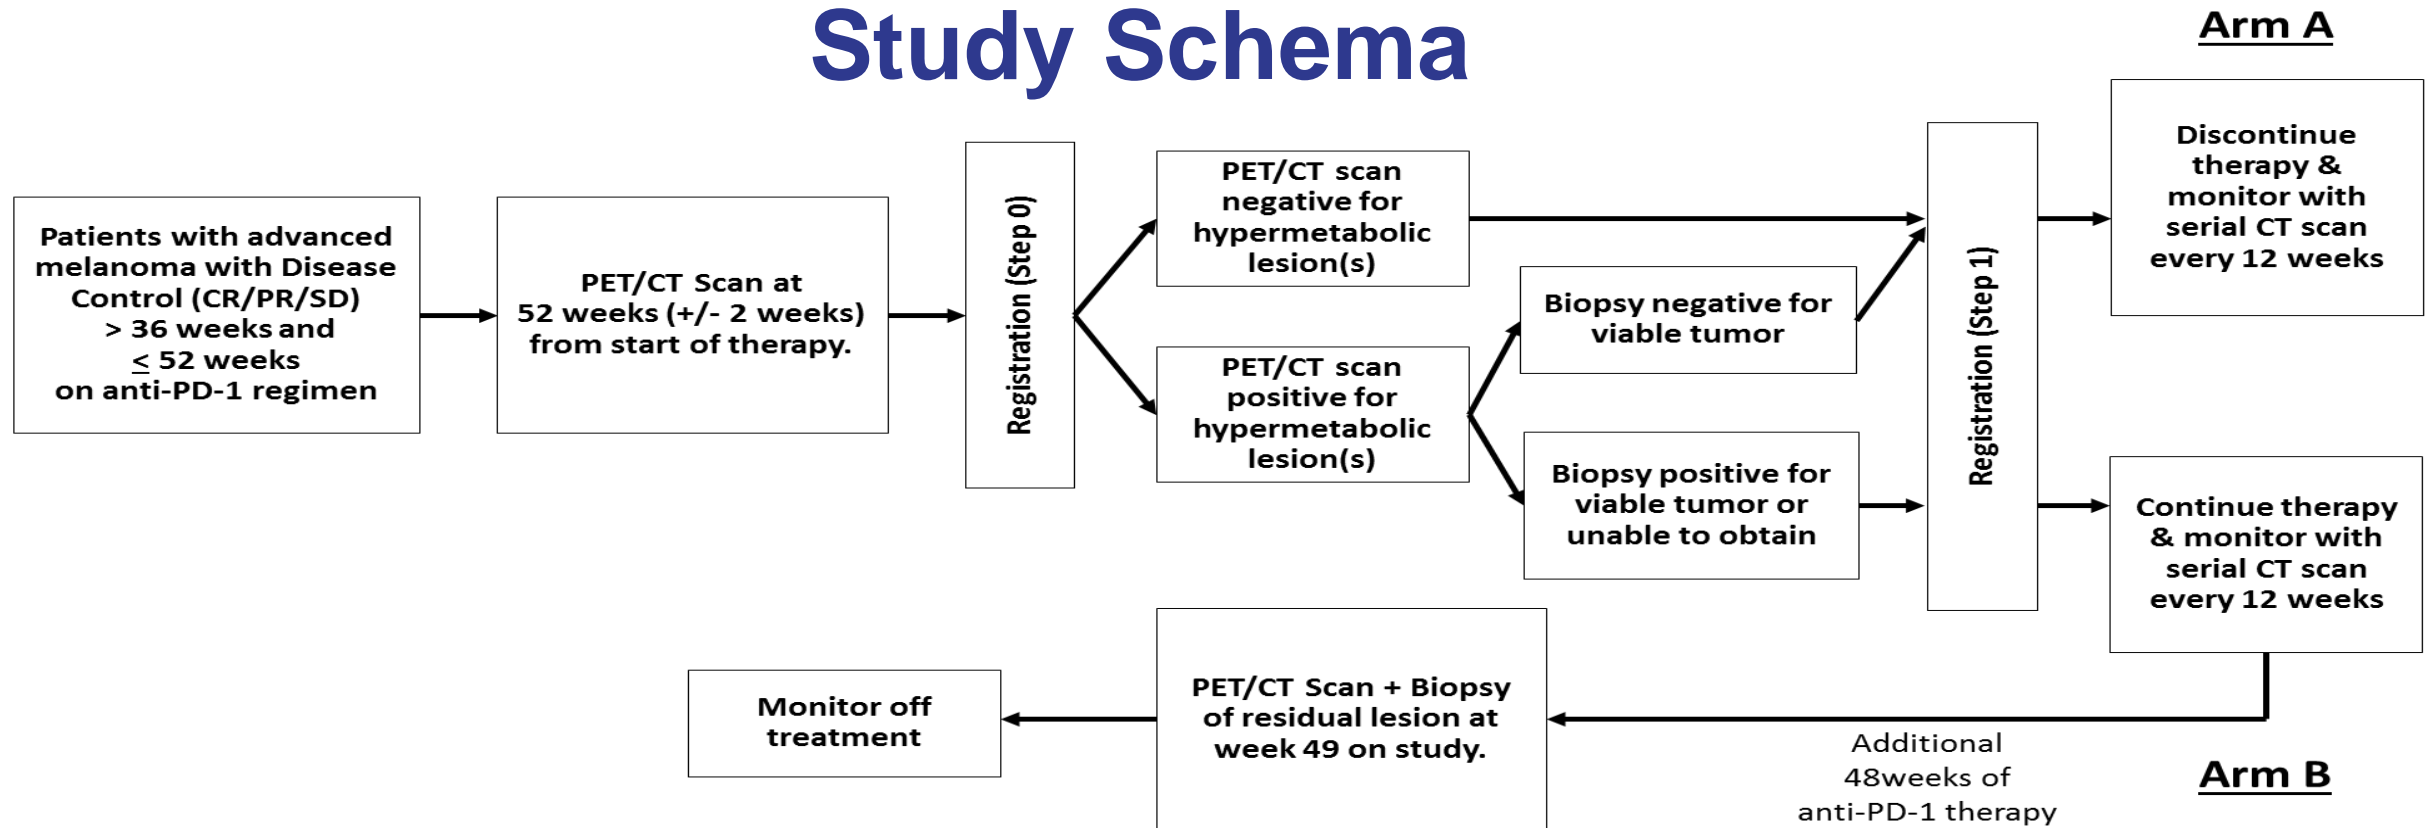 Study Schema
Arm A
Patients with advanced
melanoma with Disease
Control (CR/PR/SD)
> 36 weeks and
≤ 52 weeks
on anti-PD-1 regimen
PET/CT Scan at
52 weeks (+/- 2 weeks)
from start of therapy.
Registration (Step 0)
PET/CT scan
negative for
hypermetabolic
lesion(s)
PET/CT scan
positive for
hypermetabolic
lesion(s)
Biopsy negative for
viable tumor
Biopsy positive for
viable tumor or
unable to obtain
Registration (Step 1)
Discontinue
therapy &
monitor with
serial CT scan
every 12 weeks
Continue therapy
& monitor with
serial CT scan
every 12 weeks
Additional
48weeks of
anti-PD-1 therapy
Arm B
PET/CT Scan + Biopsy
of residual lesion at
week 49 on study.
Monitor off
treatment